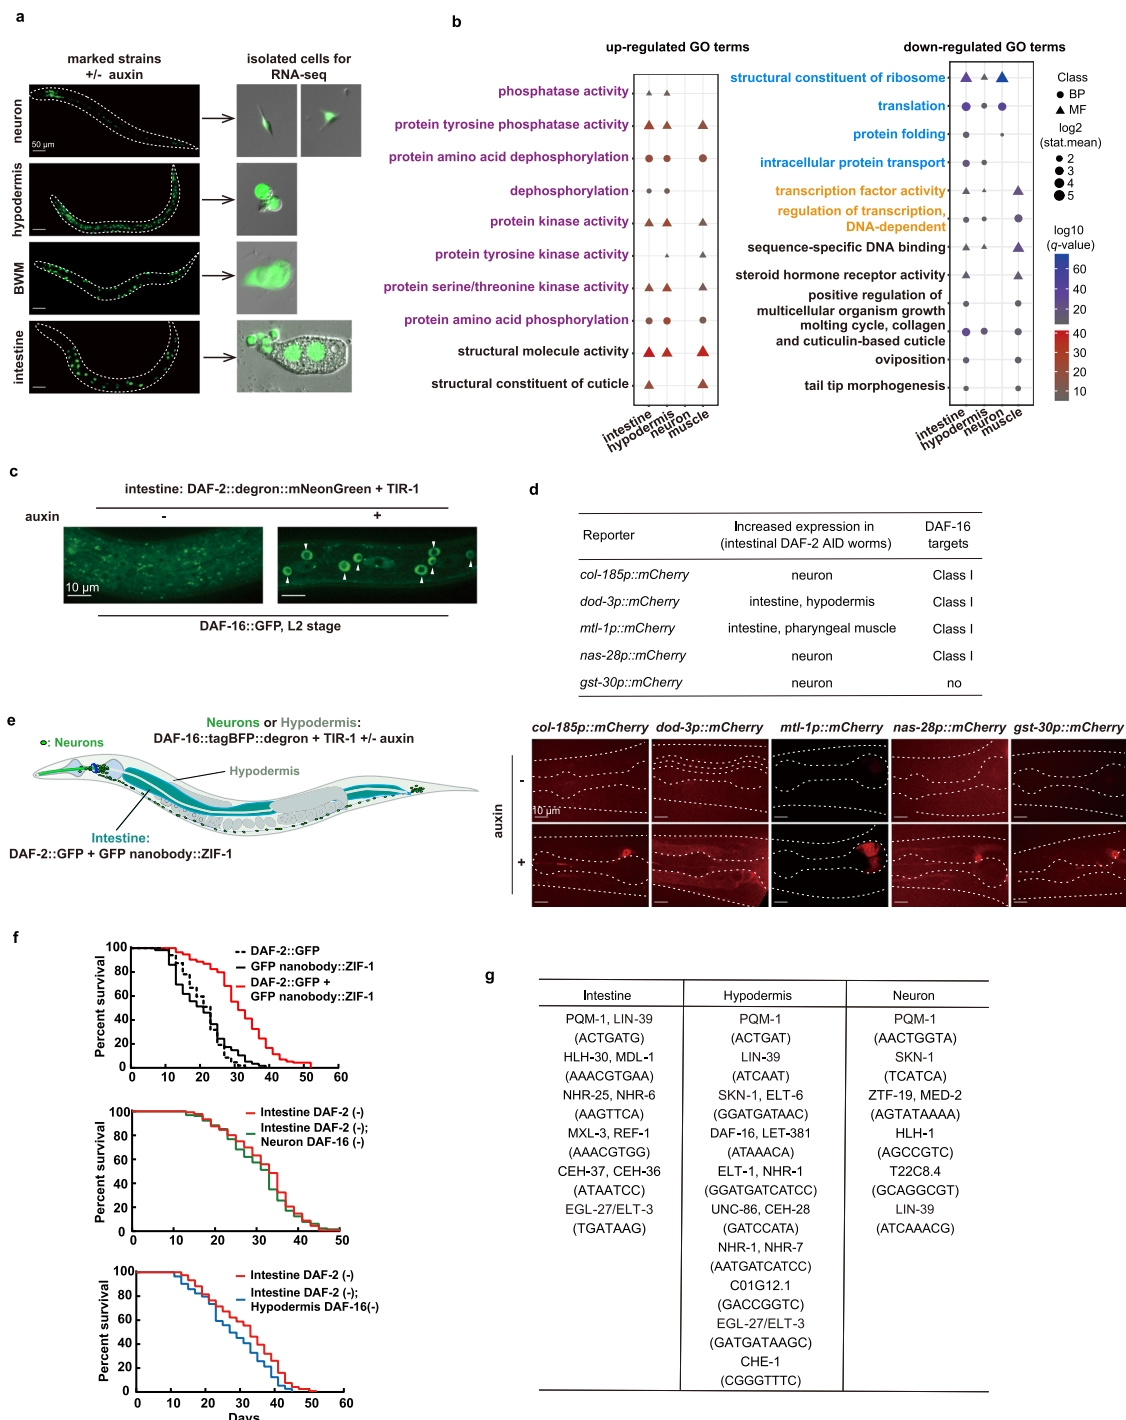 a
marked strains
+/- auxin
isolated cells for
RNA-seq
neuron
50 µm
hypodermis
BWM
intestine
b
up-regulated GO terms
phosphatase activity
protein tyrosine phosphatase activity
protein amino acid dephosphorylation
dephosphorylation
protein kinase activity
protein tyrosine kinase activity
protein serine/threonine kinase activity
protein amino acid phosphorylation
structural molecule activity
structural constituent of cuticle
intestine
hypodermis
neuron
muscle
down-regulated GO terms
structural constituent of ribosome
translation
protein folding
intracellular protein transport
transcription factor activity
regulation of transcription,
DNA-dependent
sequence-specific DNA binding
steroid hormone receptor activity
positive regulation of
multicellular organism growth
molting cycle, collagen
and cuticulin-based cuticle
oviposition
tail tip morphogenesis
intestine
hypodermis
neuron
muscle
Class
BP
MF
log2
(stat.mean)
2
3
4
5
log10
(q-value)
60
40
20
40
30
20
10
c
intestine: DAF-2::degron::mNeonGreen + TIR-1
auxin - +
10 µm
DAF-16::GFP, L2 stage
d
Reporter Increased expression in (intestinal DAF-2 AID worms) DAF-16 targets
col-185p::mCherry neuron Class I
dod-3p::mCherry intestine, hypodermis Class I
mtl-1p::mCherry intestine, pharyngeal muscle Class I
nas-28p::mCherry neuron Class I
gst-30p::mCherry neuron no
e
Neurons or Hypodermis:
DAF-16::tagBFP::degron + TIR-1 +/- auxin
: Neurons
Hypodermis
Intestine:
DAF-2::GFP + GFP nanobody::ZIF-1
col-185p::mCherry dod-3p::mCherry mtl-1p::mCherry nas-28p::mCherry gst-30p::mCherry
auxin
-
10 µm
+
f
Percent survival
100
80
60
40
20
0
0 10 20 30 40 50 60
DAF-2::GFP
GFP nanobody::ZIF-1
DAF-2::GFP +
GFP nanobody::ZIF-1
Percent survival
100
80
60
40
20
0
0 10 20 30 40 50
Intestine DAF-2 (-)
Intestine DAF-2 (-);
Neuron DAF-16 (-)
Percent survival
100
80
60
40
20
0
0 10 20 30 40 50 60
Intestine DAF-2 (-)
Intestine DAF-2 (-);
Hypodermis DAF-16(-)
Days
g
Intestine Hypodermis Neuron
PQM-1, LIN-39 PQM-1 PQM-1
(ACTGATG) (ACTGAT) (AACTGGTA)
HLH-30, MDL-1 LIN-39 SKN-1
(AAACGTGAA) (ATCAAT) (TCATCA)
NHR-25, NHR-6 SKN-1, ELT-6 ZTF-19, MED-2
(AAGTTCA) (GGATGATAAC) (AGTATAAAA)
MXL-3, REF-1 DAF-16, LET-381 HLH-1
(AAACGTGG) (ATAAACA) (AGCCGTC)
CEH-37, CEH-36 ELT-1, NHR-1 T22C8.4
(ATAATCC) (GGATGATCATCC) (GCAGGCGT)
EGL-27/ELT-3 UNC-86, CEH-28 LIN-39
(TGATAAG) (GATCCATA) (ATCAAACG)
NHR-1, NHR-7
(AATGATCATCC)
C01G12.1
(GACCGGTC)
EGL-27/ELT-3
(GATGATAAGC)
CHE-1
(CGGGTTTC)